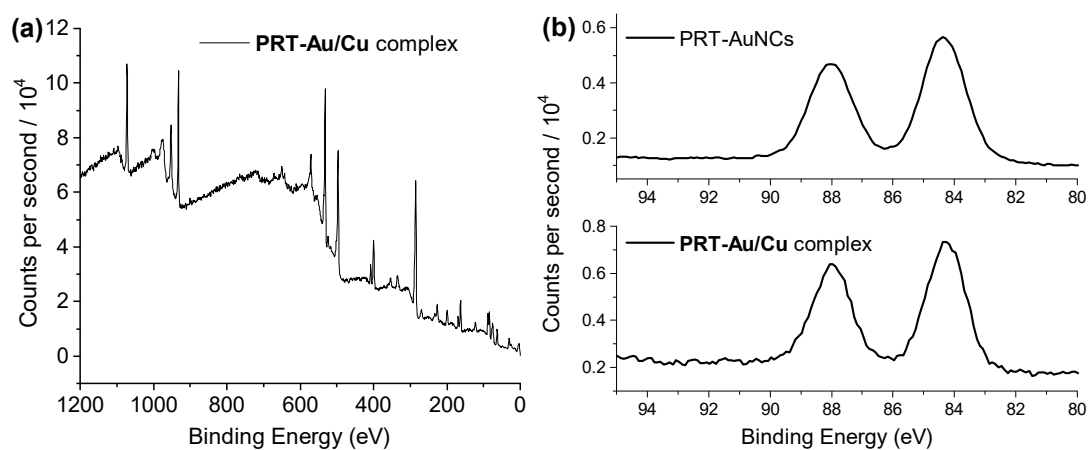 (a)
PRT-Au/Cu complex
12
10
8
6
4
2
0
1200 1000 800 600 400 200 0
Counts per second / 10⁴
Binding Energy (eV)
(b)
PRT-AuNCs
0.6
0.4
0.2
94 92 90 88 86 84 82 80
PRT-Au/Cu complex
0.8
0.6
0.4
0.2
94 92 90 88 86 84 82 80
Counts per second / 10⁴
Binding Energy (eV)